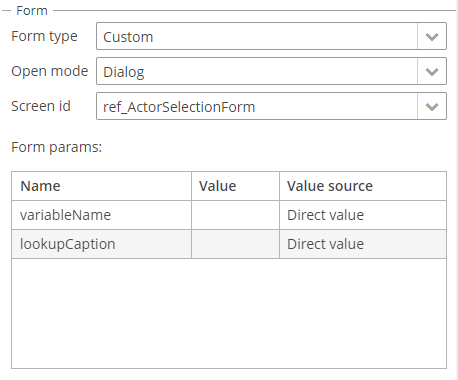 Form
Form type Custom
Open mode Dialog
Screen id ref_ActorSelectionForm
Form params:
Name Value Value source
variableName Direct value
lookupCaption Direct value